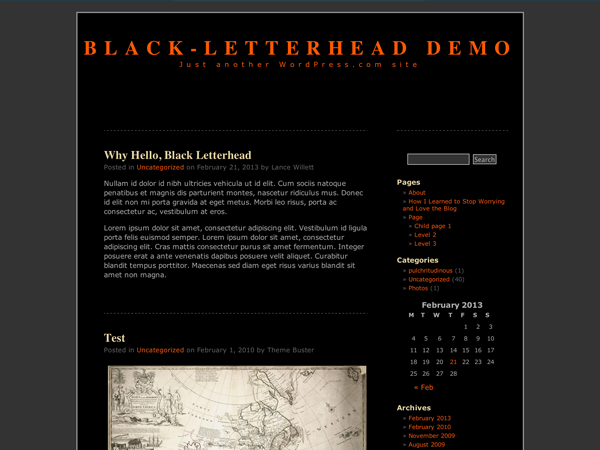 BLACK-LETTERHEAD DEMO
Just another WordPress.com site
Why Hello, Black Letterhead
Posted in Uncategorized on February 21, 2013 by Lance Willett
Nullam id dolor id nibh ultricies vehicula ut id elit. Cum sociis natoque
penatibus et magnis dis parturient montes, nascetur ridiculus mus. Donec
id elit non mi porta gravida at eget metus. Morbi leo risus, porta ac
consectetur ac, vestibulum at eros.
Lorem ipsum dolor sit amet, consectetur adipiscing elit. Vestibulum id ligula
porta felis euismod semper. Lorem ipsum dolor sit amet, consectetur
adipiscing elit. Cras mattis consectetur purus sit amet fermentum. Integer
posuere erat a ante venenatis dapibus posuere velit aliquet. Curabitur
blandit tempus porttitor. Maecenas sed diam eget risus varius blandit sit
amet non magna.
Test
Posted in Uncategorized on February 1, 2010 by Theme Buster
Search
Pages
» About
» How I Learned to Stop Worrying
and Love the Blog
» Page
» Child page 1
» Level 2
» Level 3
Categories
» pulchritudinous (1)
» Uncategorized (40)
» Photos (1)
February 2013
M T W T F S S
1 2 3
4 5 6 7 8 9 10
11 12 13 14 15 16 17
18 19 20 21 22 23 24
25 26 27 28
« Feb
Archives
» February 2013
» February 2010
» November 2009
» August 2009